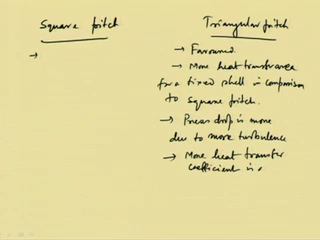 Square pitch
→
Triangular pitch
→ Favoured
→ More heat transfer area
for a fixed shell in comparison
to square pitch.
→ Press drop is more
due to more turbulence
→ More heat transfer
coefficient is